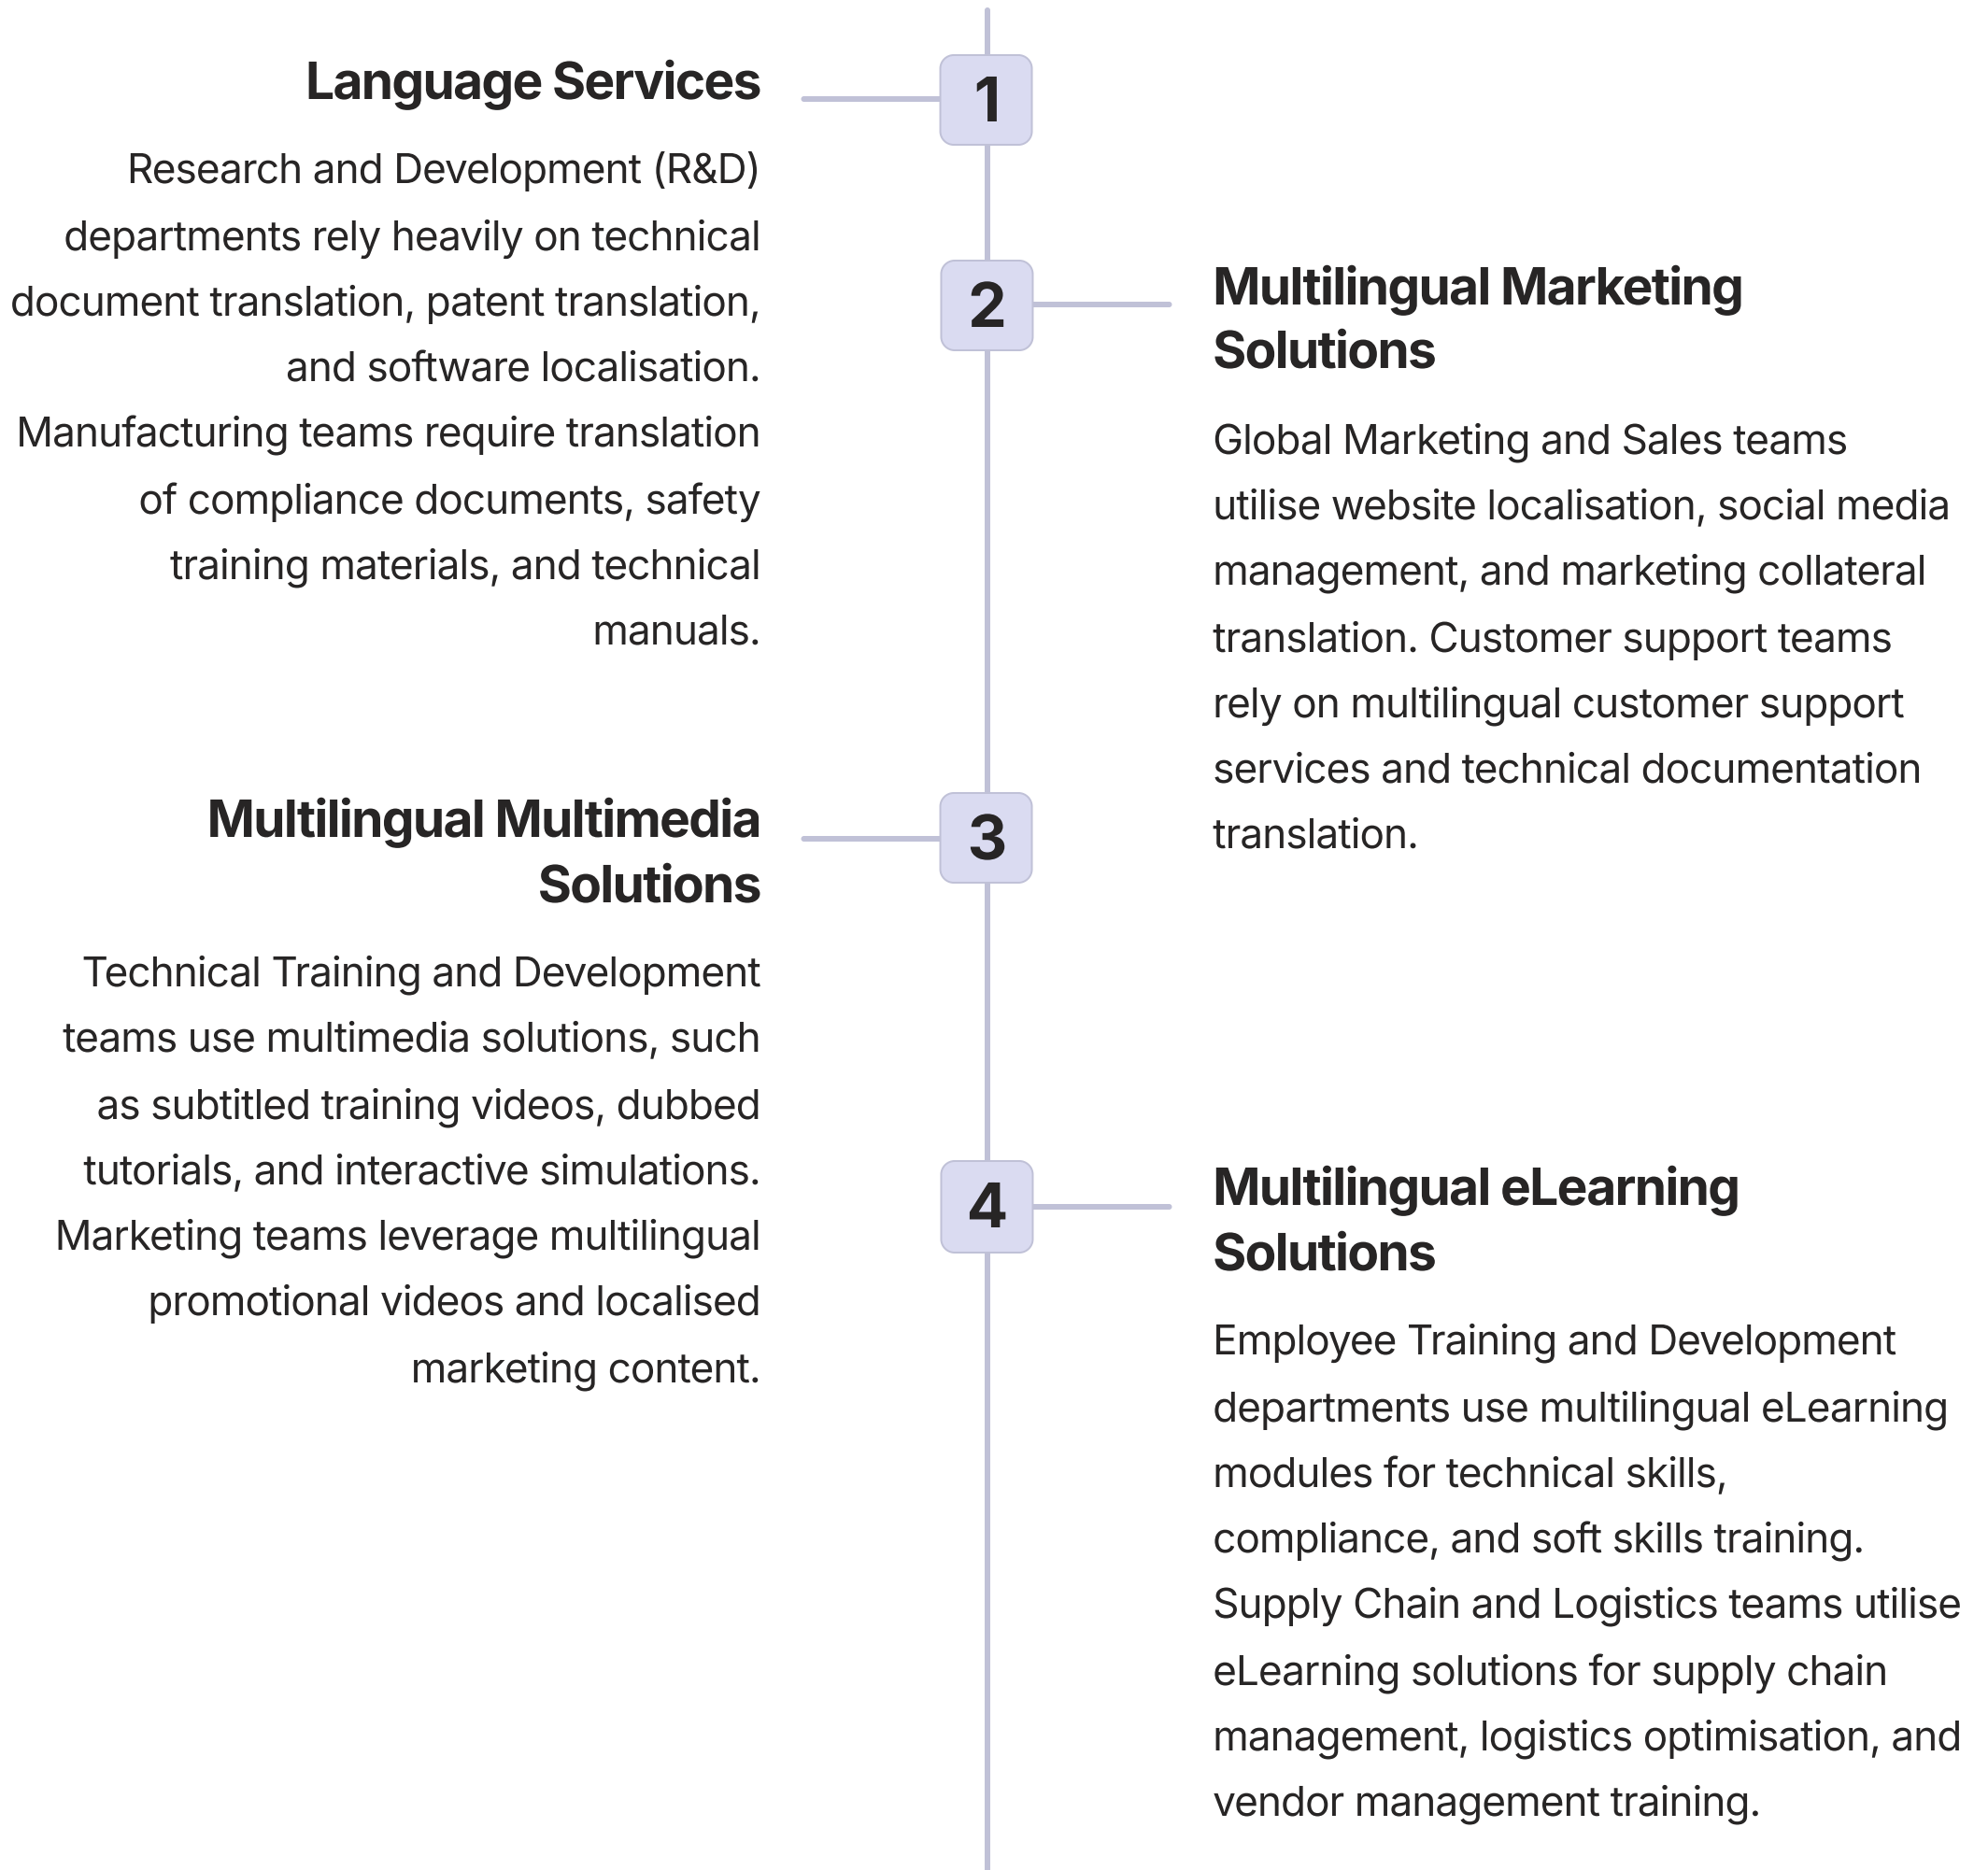 1
Language Services
Research and Development (R&D)
departments rely heavily on technical
document translation, patent translation,
and software localisation.
Manufacturing teams require translation
of compliance documents, safety
training materials, and technical
manuals.
2
Multilingual Marketing
Solutions
Global Marketing and Sales teams
utilise website localisation, social media
management, and marketing collateral
translation. Customer support teams
rely on multilingual customer support
services and technical documentation
translation.
3
Multilingual Multimedia
Solutions
Technical Training and Development
teams use multimedia solutions, such
as subtitled training videos, dubbed
tutorials, and interactive simulations.
Marketing teams leverage multilingual
promotional videos and localised
marketing content.
4
Multilingual eLearning
Solutions
Employee Training and Development
departments use multilingual eLearning
modules for technical skills,
compliance, and soft skills training.
Supply Chain and Logistics teams utilise
eLearning solutions for supply chain
management, logistics optimisation, and
vendor management training.